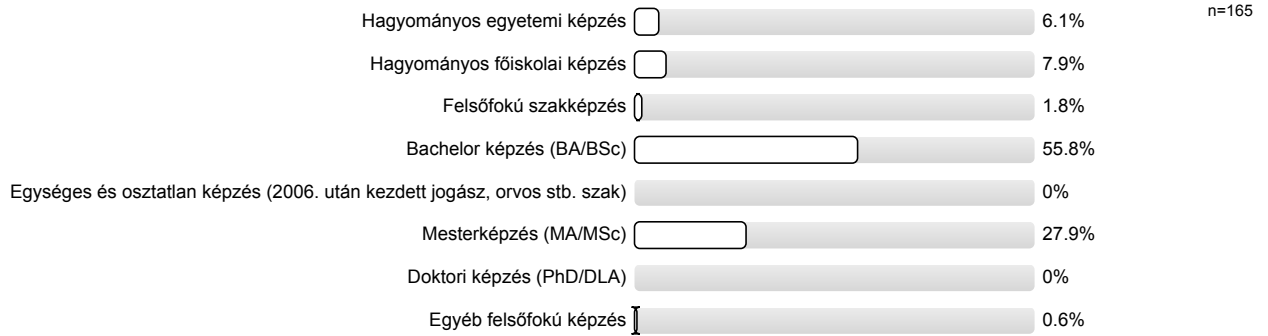 n=165
Hagyományos egyetemi képzés 6.1%
Hagyományos főiskolai képzés 7.9%
Felsőfokú szakképzés 1.8%
Bachelor képzés (BA/BSc) 55.8%
Egységes és osztatlan képzés (2006. után kezdett jogász, orvos stb. szak) 0%
Mesterképzés (MA/MSc) 27.9%
Doktori képzés (PhD/DLA) 0%
Egyéb felsőfokú képzés 0.6%